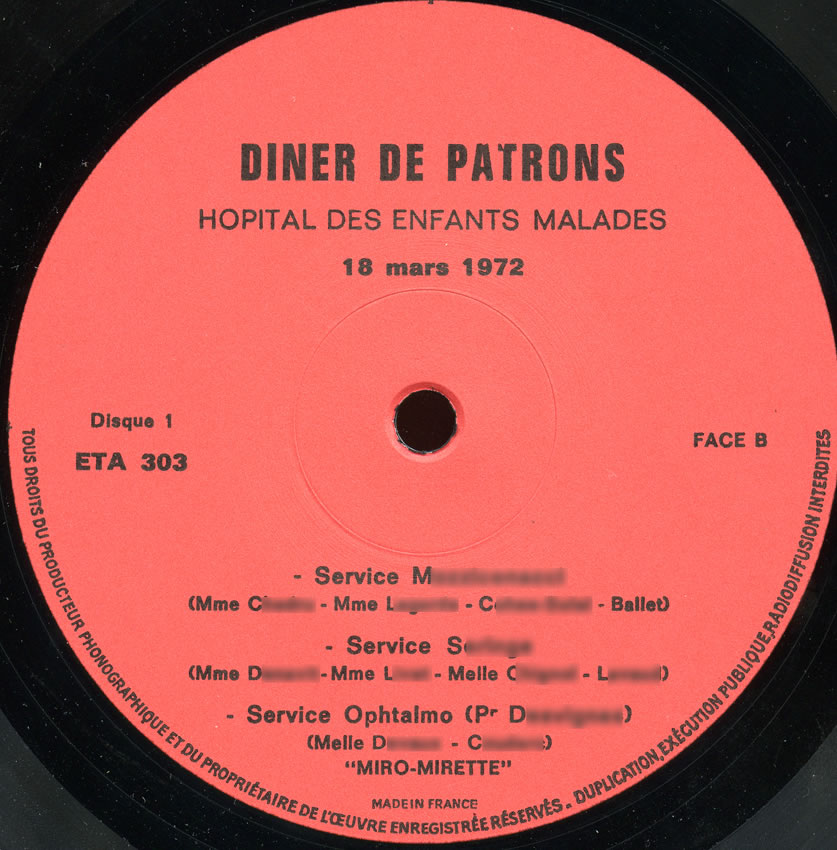 DINER DE PATRONS
HOPITAL DES ENFANTS MALADES
18 mars 1972
Disque 1
ETA 303
FACE B
- Service
(Mme - Mme - - Ballet)
- Service
(Mme - Mme - Melle - )
- Service Ophtalmo (Pr )
(Melle - )
"MIRO-MIRETTE"
MADE IN FRANCE
TOUS DROITS DU PRODUCTEUR PHONOGRAPHIQUE ET DU PROPRIÉTAIRE DE L'ŒUVRE ENREGISTRÉE RÉSERVÉS. DUPLICATION, EXÉCUTION PUBLIQUE, RADIODIFFUSION INTERDITES